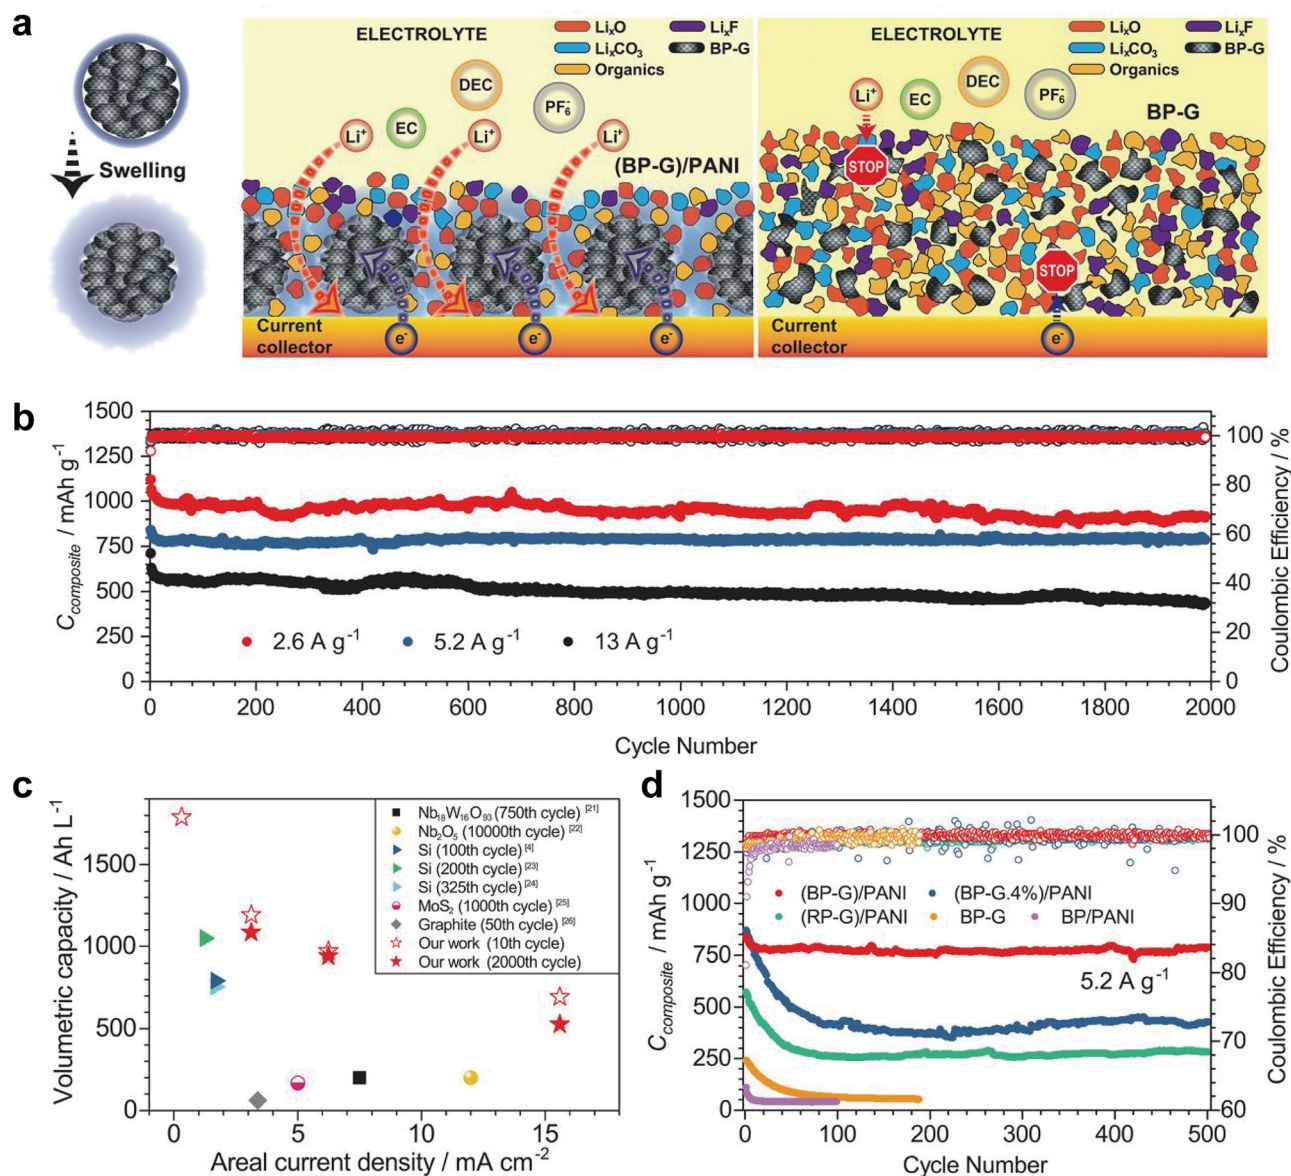 a
Swelling
ELECTROLYTE
LiₓO
LiₓF
LiₓCO₃
BP-G
Organics
DEC
EC
PF₆⁻
Li⁺
Li⁺
Li⁺
(BP-G)/PANI
Current
collector
e⁻
e⁻
e⁻
ELECTROLYTE
LiₓO
LiₓF
LiₓCO₃
BP-G
Organics
Li⁺
EC
DEC
PF₆⁻
BP-G
STOP
STOP
Current
collector
e⁻
b
C_composite / mAh g⁻¹
1500
1250
1000
750
500
250
0
2.6 A g⁻¹
5.2 A g⁻¹
13 A g⁻¹
100
80
60
40
20
0
Coulombic Efficiency / %
0 200 400 600 800 1000 1200 1400 1600 1800 2000
Cycle Number
c
Volumetric capacity / Ah L⁻¹
1500
1000
500
0
Nb₁₈W₁₆O₉₃ (750th cycle) [21]
Nb₂O₅ (10000th cycle) [22]
Si (100th cycle) [4]
Si (200th cycle) [23]
Si (325th cycle) [24]
MoS₂ (1000th cycle) [25]
Graphite (50th cycle) [26]
Our work (10th cycle)
Our work (2000th cycle)
0 5 10 15
Areal current density / mA cm⁻²
d
C_composite / mAh g⁻¹
1500
1250
1000
750
500
250
0
(BP-G)/PANI
(BP-G.4%)/PANI
(RP-G)/PANI
BP-G
BP/PANI
5.2 A g⁻¹
100
90
80
70
60
Coulombic Efficiency / %
0 100 200 300 400 500
Cycle Number